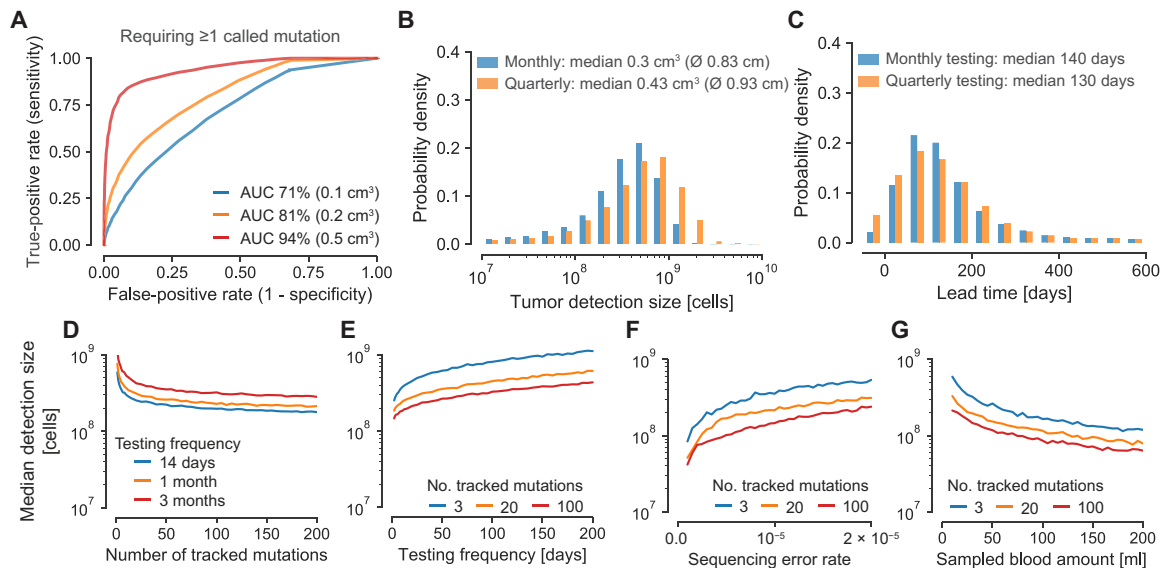 A
Requiring ≥1 called mutation
True-positive rate (sensitivity)
1.00
0.75
0.50
0.25
0.00
AUC 71% (0.1 cm³)
AUC 81% (0.2 cm³)
AUC 94% (0.5 cm³)
0.00 0.25 0.50 0.75 1.00
False-positive rate (1 - specificity)
B
Probability density
0.4
0.3
0.2
0.1
0.0
Monthly: median 0.3 cm³ (Ø 0.83 cm)
Quarterly: median 0.43 cm³ (Ø 0.93 cm)
10⁷ 10⁸ 10⁹ 10¹⁰
Tumor detection size [cells]
C
Probability density
0.4
0.3
0.2
0.1
0.0
Monthly testing: median 140 days
Quarterly testing: median 130 days
0 200 400 600
Lead time [days]
D
Median detection size
[cells]
10⁹
10⁸
10⁷
Testing frequency
14 days
1 month
3 months
0 50 100 150 200
Number of tracked mutations
E
10⁹
10⁸
10⁷
No. tracked mutations
3 20 100
0 50 100 150 200
Testing frequency [days]
F
10⁹
10⁸
10⁷
No. tracked mutations
3 20 100
0.0 10⁻⁵ 2 × 10⁻⁵
Sequencing error rate
G
10⁹
10⁸
10⁷
No. tracked mutations
3 20 100
0 50 100 150 200
Sampled blood amount [ml]